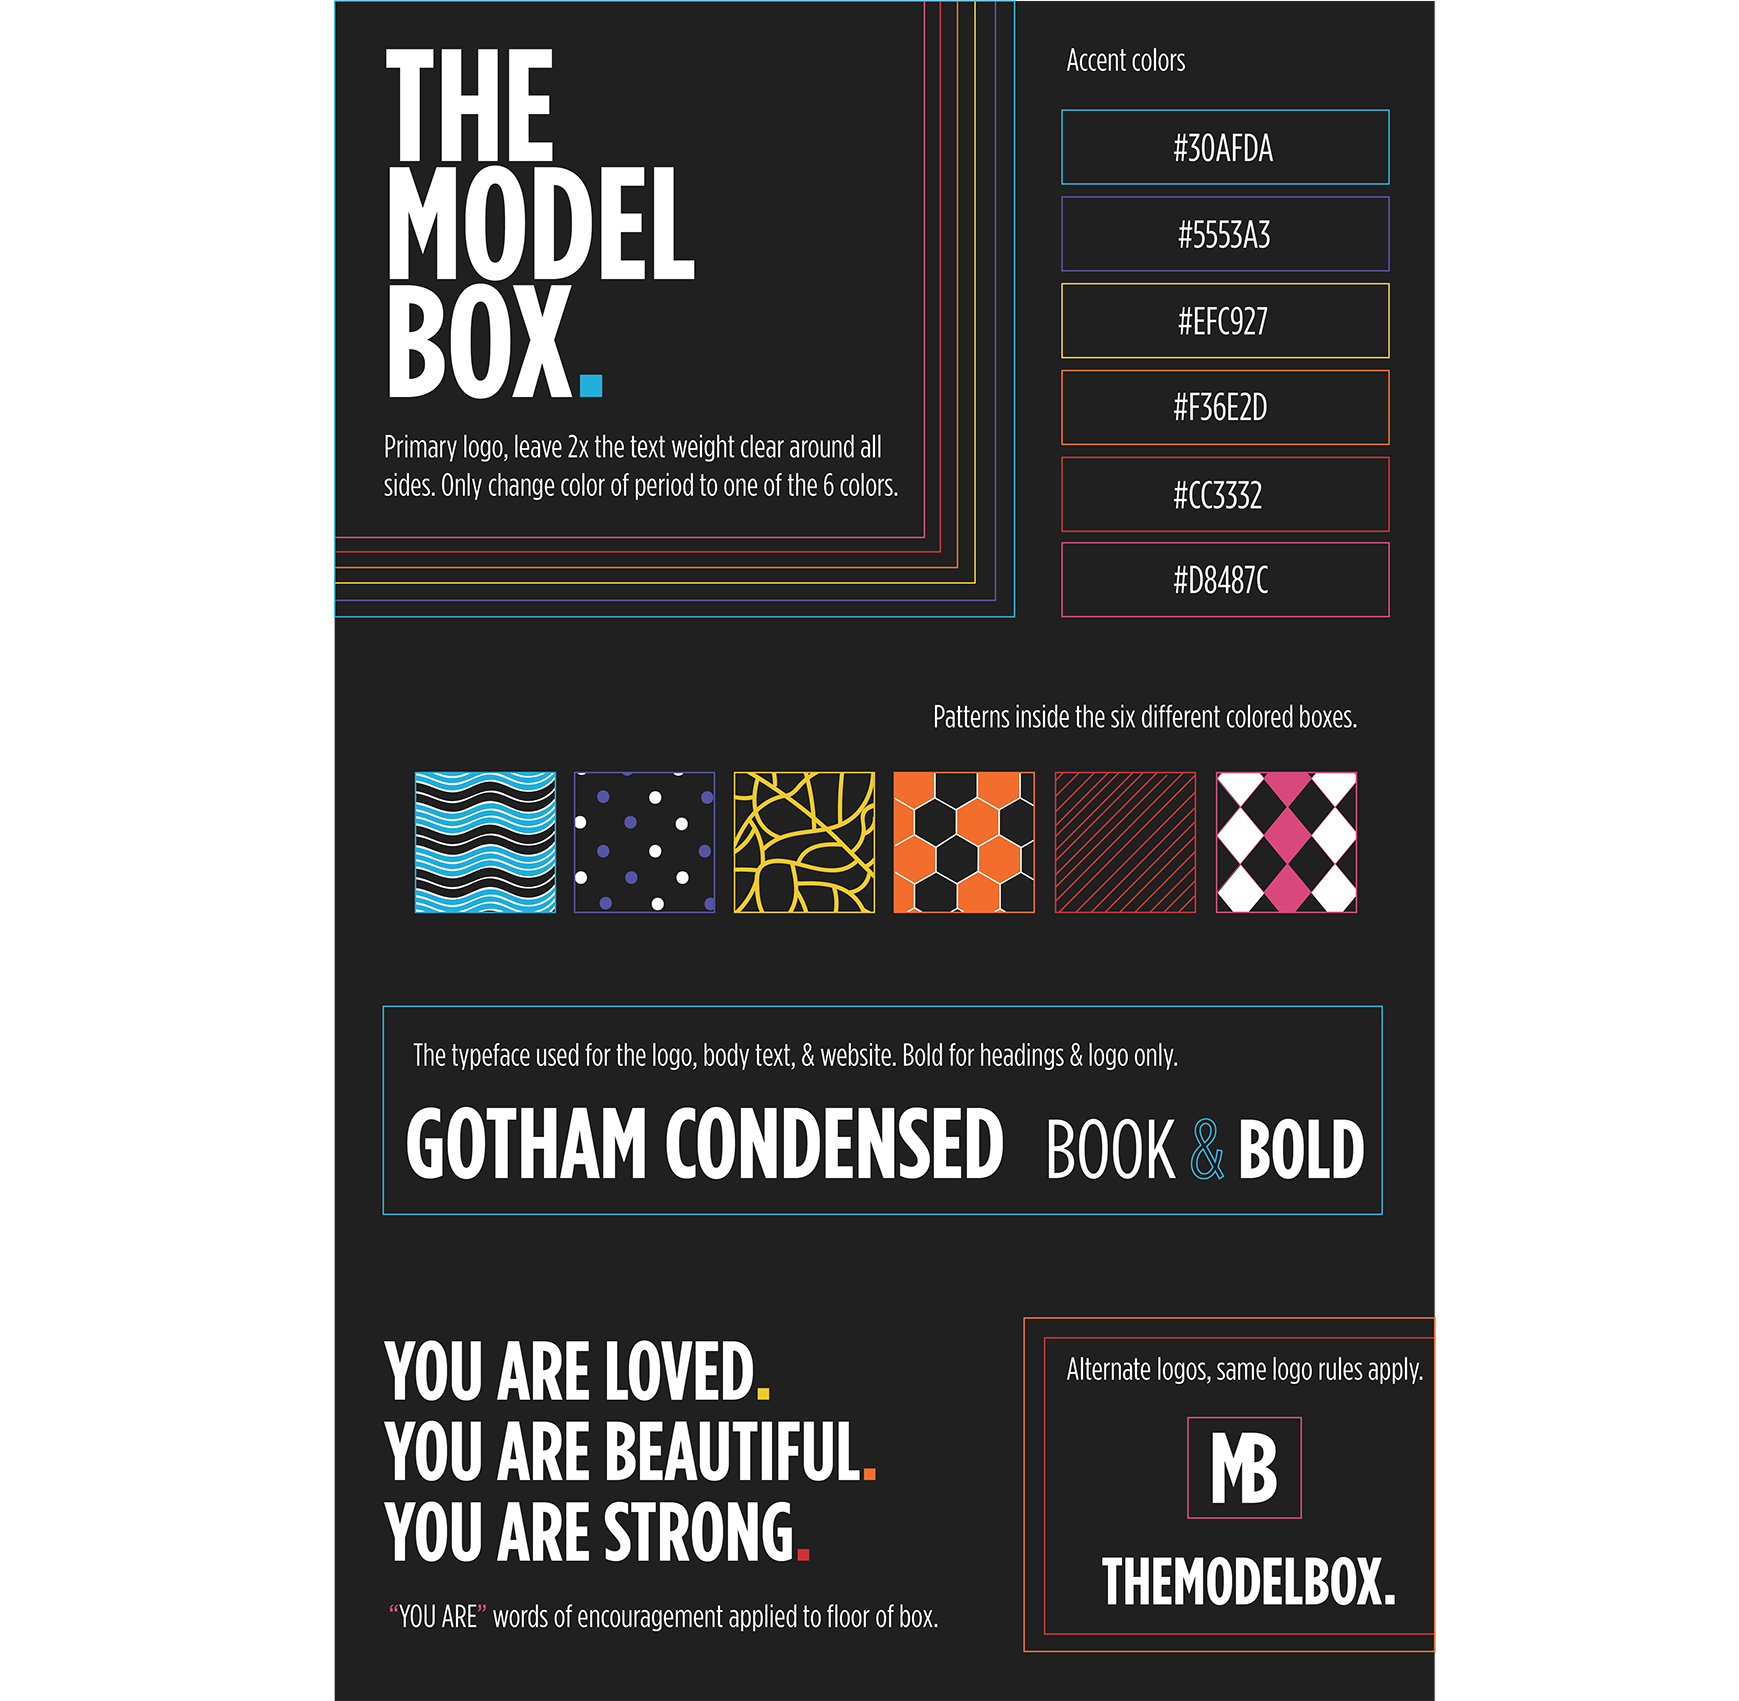 THE
MODEL
BOX.
Primary logo, leave 2x the text weight clear around all
sides. Only change color of period to one of the 6 colors.
Accent colors
#30AFDA
#5553A3
#EFC927
#F36E2D
#CC3332
#D8487C
Patterns inside the six different colored boxes.
The typeface used for the logo, body text, & website. Bold for headings & logo only.
GOTHAM CONDENSED BOOK & BOLD
YOU ARE LOVED.
YOU ARE BEAUTIFUL.
YOU ARE STRONG.
“YOU ARE” words of encouragement applied to floor of box.
Alternate logos, same logo rules apply.
MB
THEMODELBOX.